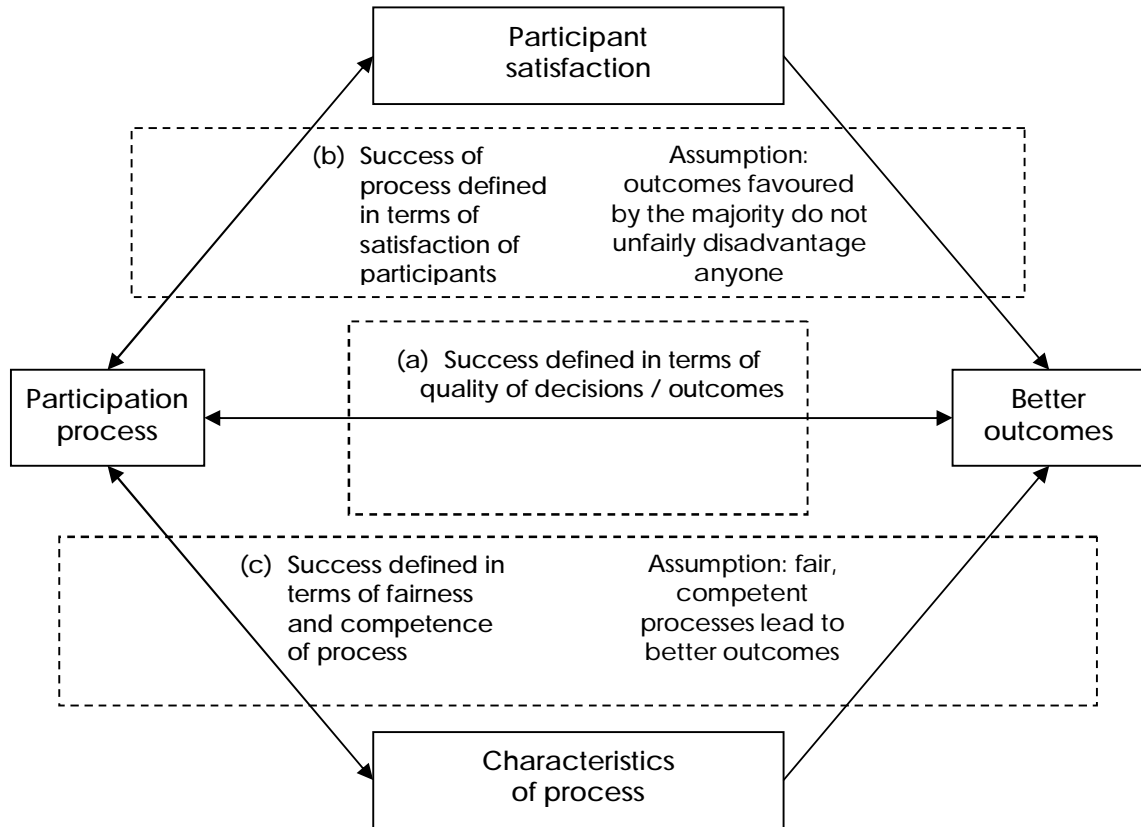 Participant
satisfaction
(b) Success of
process defined
in terms of
satisfaction of
participants
Assumption:
outcomes favoured
by the majority do not
unfairly disadvantage
anyone
(a) Success defined in terms of
quality of decisions / outcomes
Participation
process
Better
outcomes
(c) Success defined in
terms of fairness
and competence
of process
Assumption: fair,
competent
processes lead to
better outcomes
Characteristics
of process